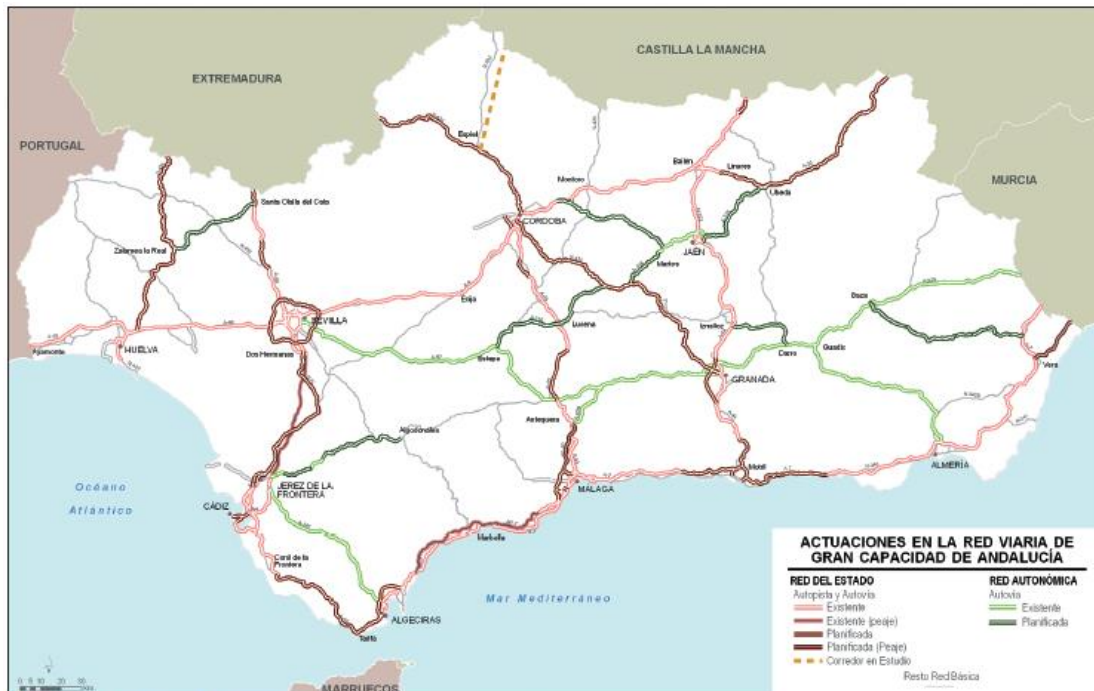 CASTILLA LA MANCHA
EXTREMADURA
PORTUGAL
MURCIA
Espiel
Bailén
Linares
Montoro
Ubeda
Santa Olalla del Cala
CORDOBA
Zalamea la Real
JAÉN
Martos
Baza
Ecija
SEVILLA
Lucena
Iznalloz
Ayamonte
HUELVA
Dos Hermanas
Estepa
Darro
Guadix
Vera
GRANADA
Antequera
Algodonales
Motril
ALMERÍA
JEREZ DE LA
FRONTERA
MÁLAGA
Océano
Atlántico
CÁDIZ
Marbella
Conil de la
Frontera
Mar Mediterráneo
ALGECIRAS
Tarifa
MARRUECOS
ACTUACIONES EN LA RED VIARIA DE
GRAN CAPACIDAD DE ANDALUCÍA
RED DEL ESTADO
Autopista y Autovía
Existente
Existente (peaje)
Planificada
Planificada (Peaje)
Corredor en Estudio
RED AUTONÓMICA
Autovía
Existente
Planificada
Resto Red Básica